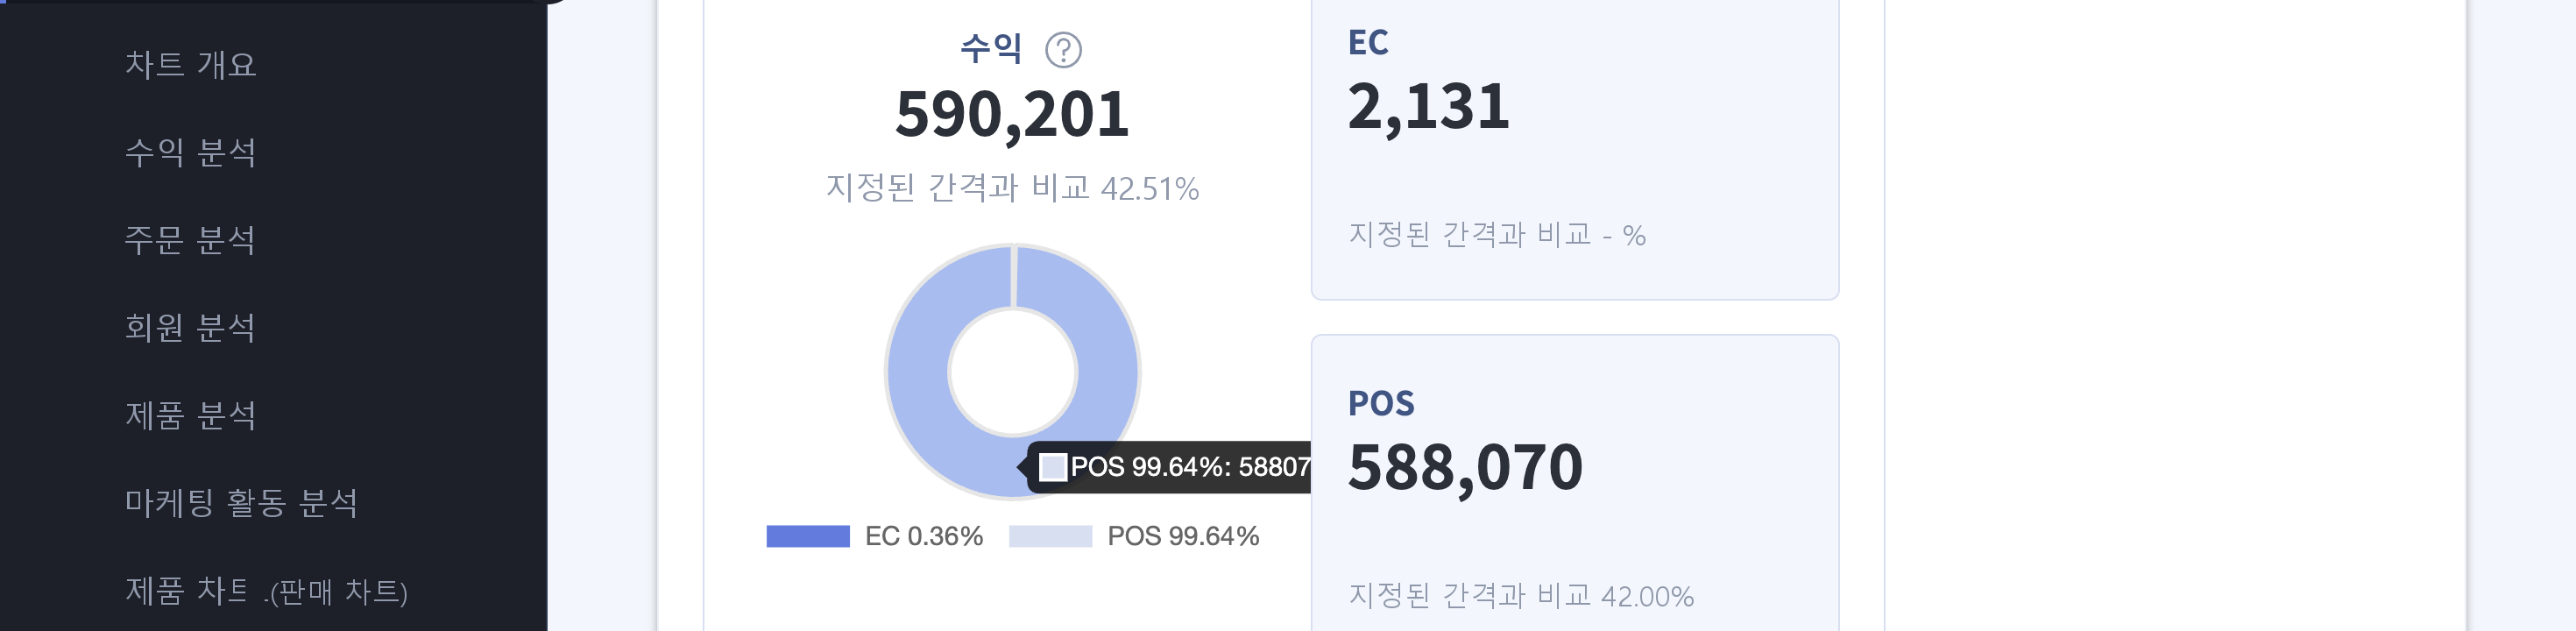 차트 개요
수익 분석
주문 분석
회원 분석
제품 분석
마케팅 활동 분석
제품 (판매 차트)
수익 ?
590,201
지정된 간격과 비교 42.51%
POS 99.64%: 58807
EC 0.36%
POS 99.64%
EC
2,131
지정된 간격과 비교 - %
POS
588,070
지정된 간격과 비교 42.00%